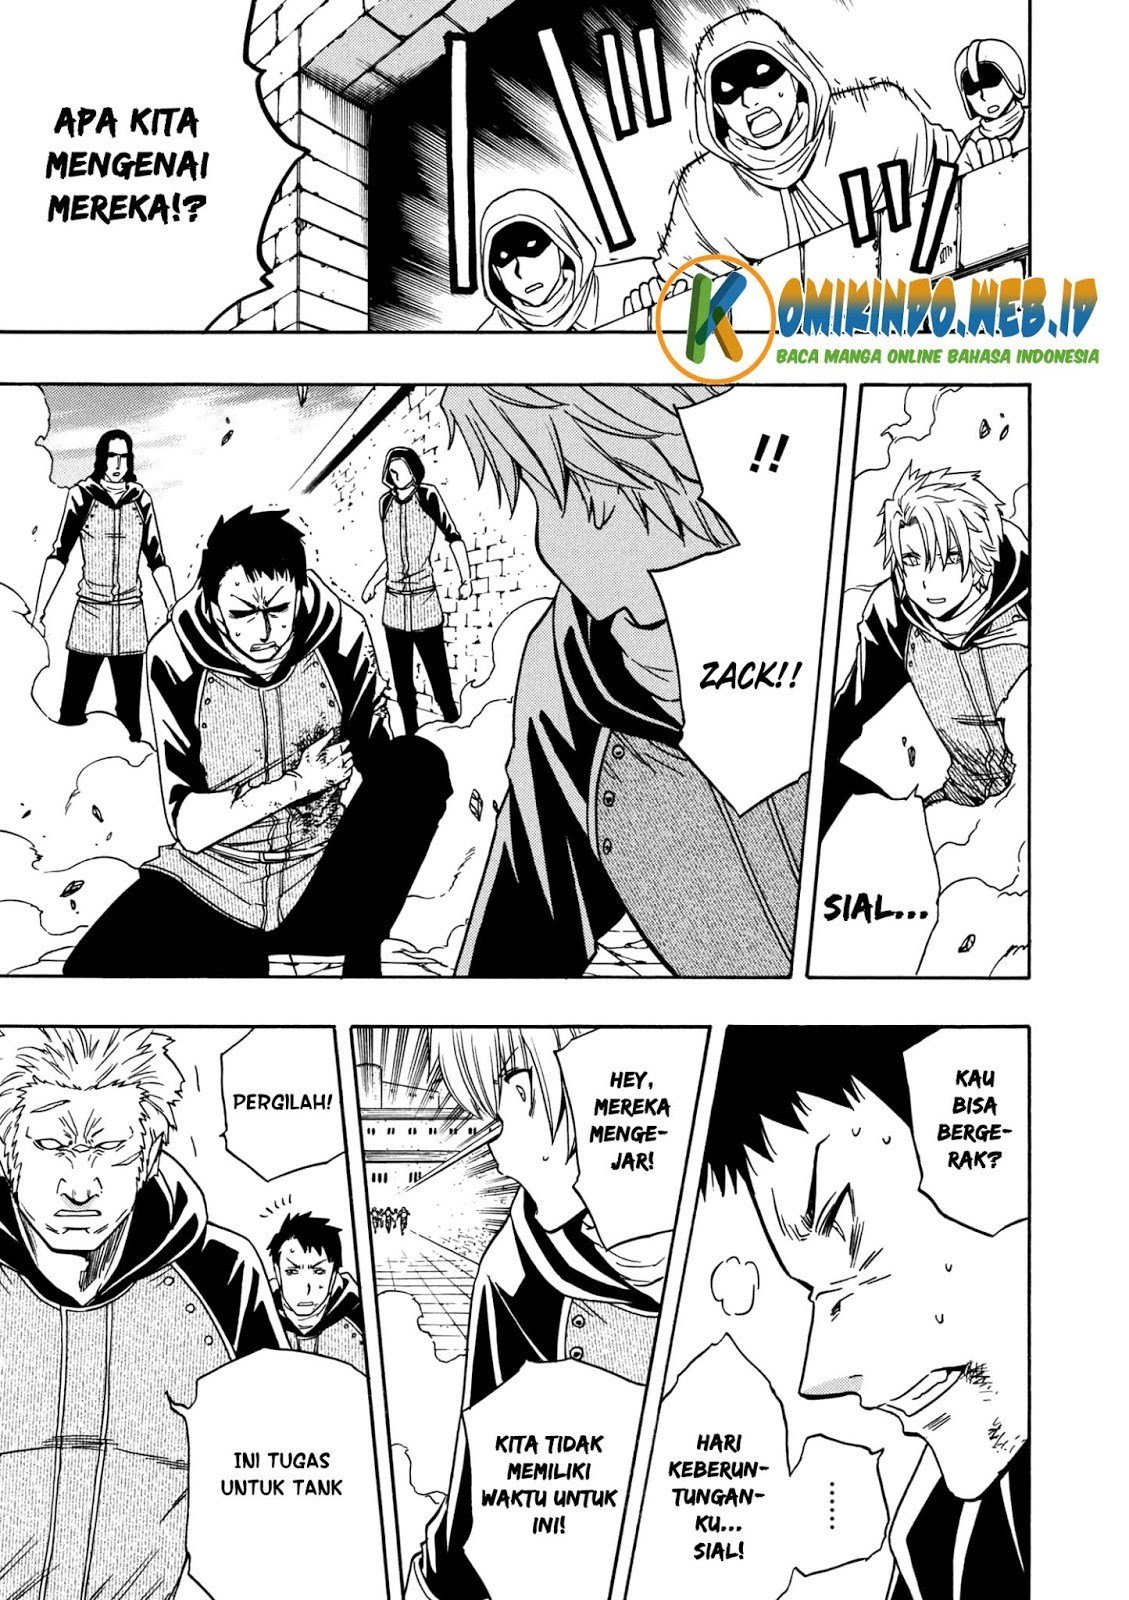 APA KITA
MENGENAI
MEREKA!?
KOMIKINDO.WEB.ID
BACA MANGA ONLINE BAHASA INDONESIA
SIAL...
!!
ZACK!!
KAU
BISA
BERGE-
RAK?
......
HARI
KEBERUN-
TUNGAN-
KU...
SIAL!
HEY,
MEREKA
MENGE-
JAR!
KITA TIDAK
MEMILIKI
WAKTU UNTUK
INI!
PERGILAH!
INI TUGAS
UNTUK TANK